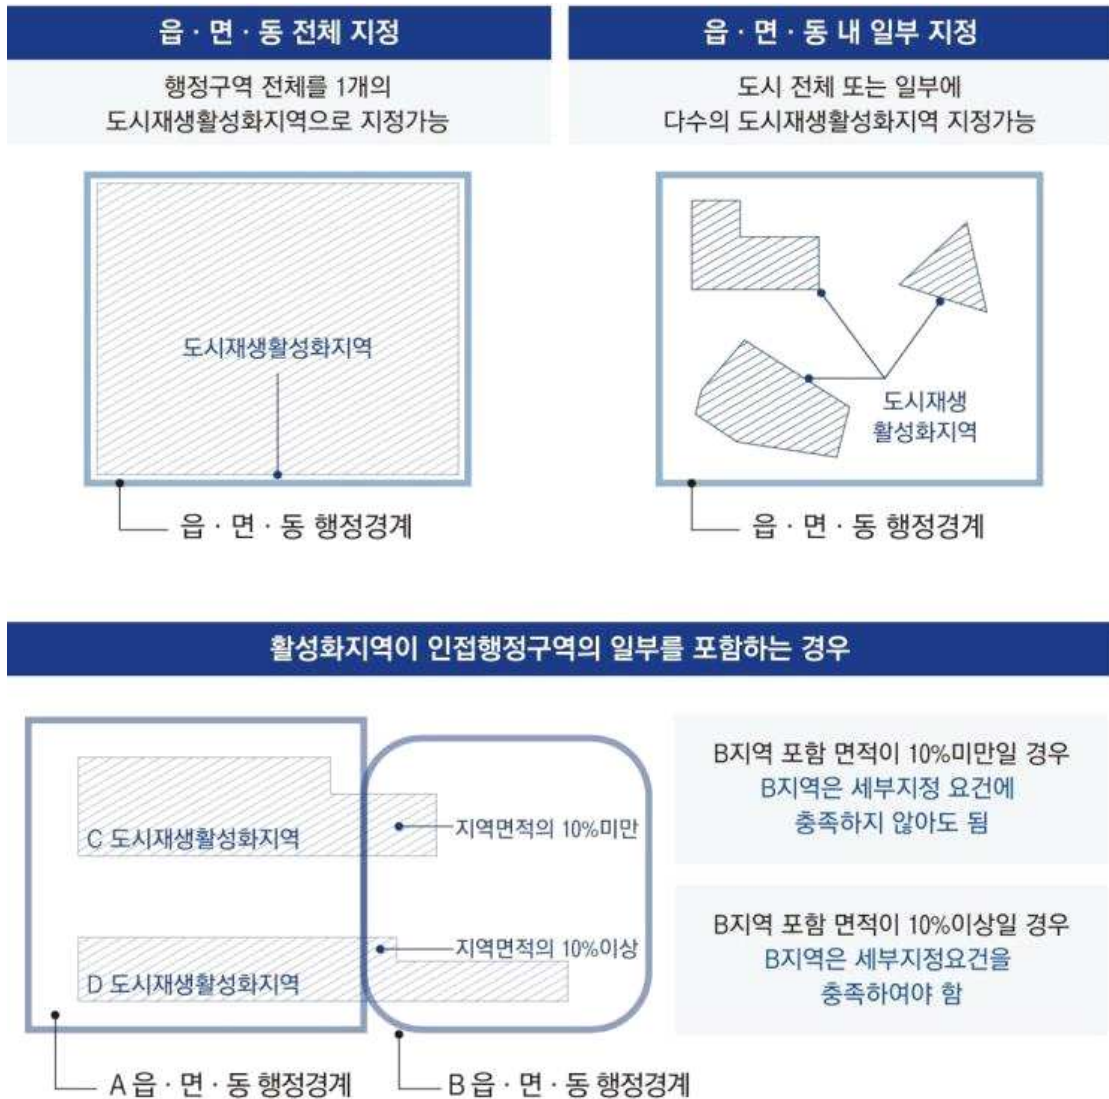 읍 · 면 · 동 전체 지정
행정구역 전체를 1개의
도시재생활성화지역으로 지정가능
도시재생활성화지역
읍 · 면 · 동 행정경계
읍 · 면 · 동 내 일부 지정
도시 전체 또는 일부에
다수의 도시재생활성화지역 지정가능
도시재생
활성화지역
읍 · 면 · 동 행정경계
활성화지역이 인접행정구역의 일부를 포함하는 경우
C 도시재생활성화지역
지역면적의 10%미만
D 도시재생활성화지역
지역면적의 10%이상
A 읍 · 면 · 동 행정경계
B 읍 · 면 · 동 행정경계
B지역 포함 면적이 10%미만일 경우
B지역은 세부지정 요건에
충족하지 않아도 됨
B지역 포함 면적이 10%이상일 경우
B지역은 세부지정요건을
충족하여야 함